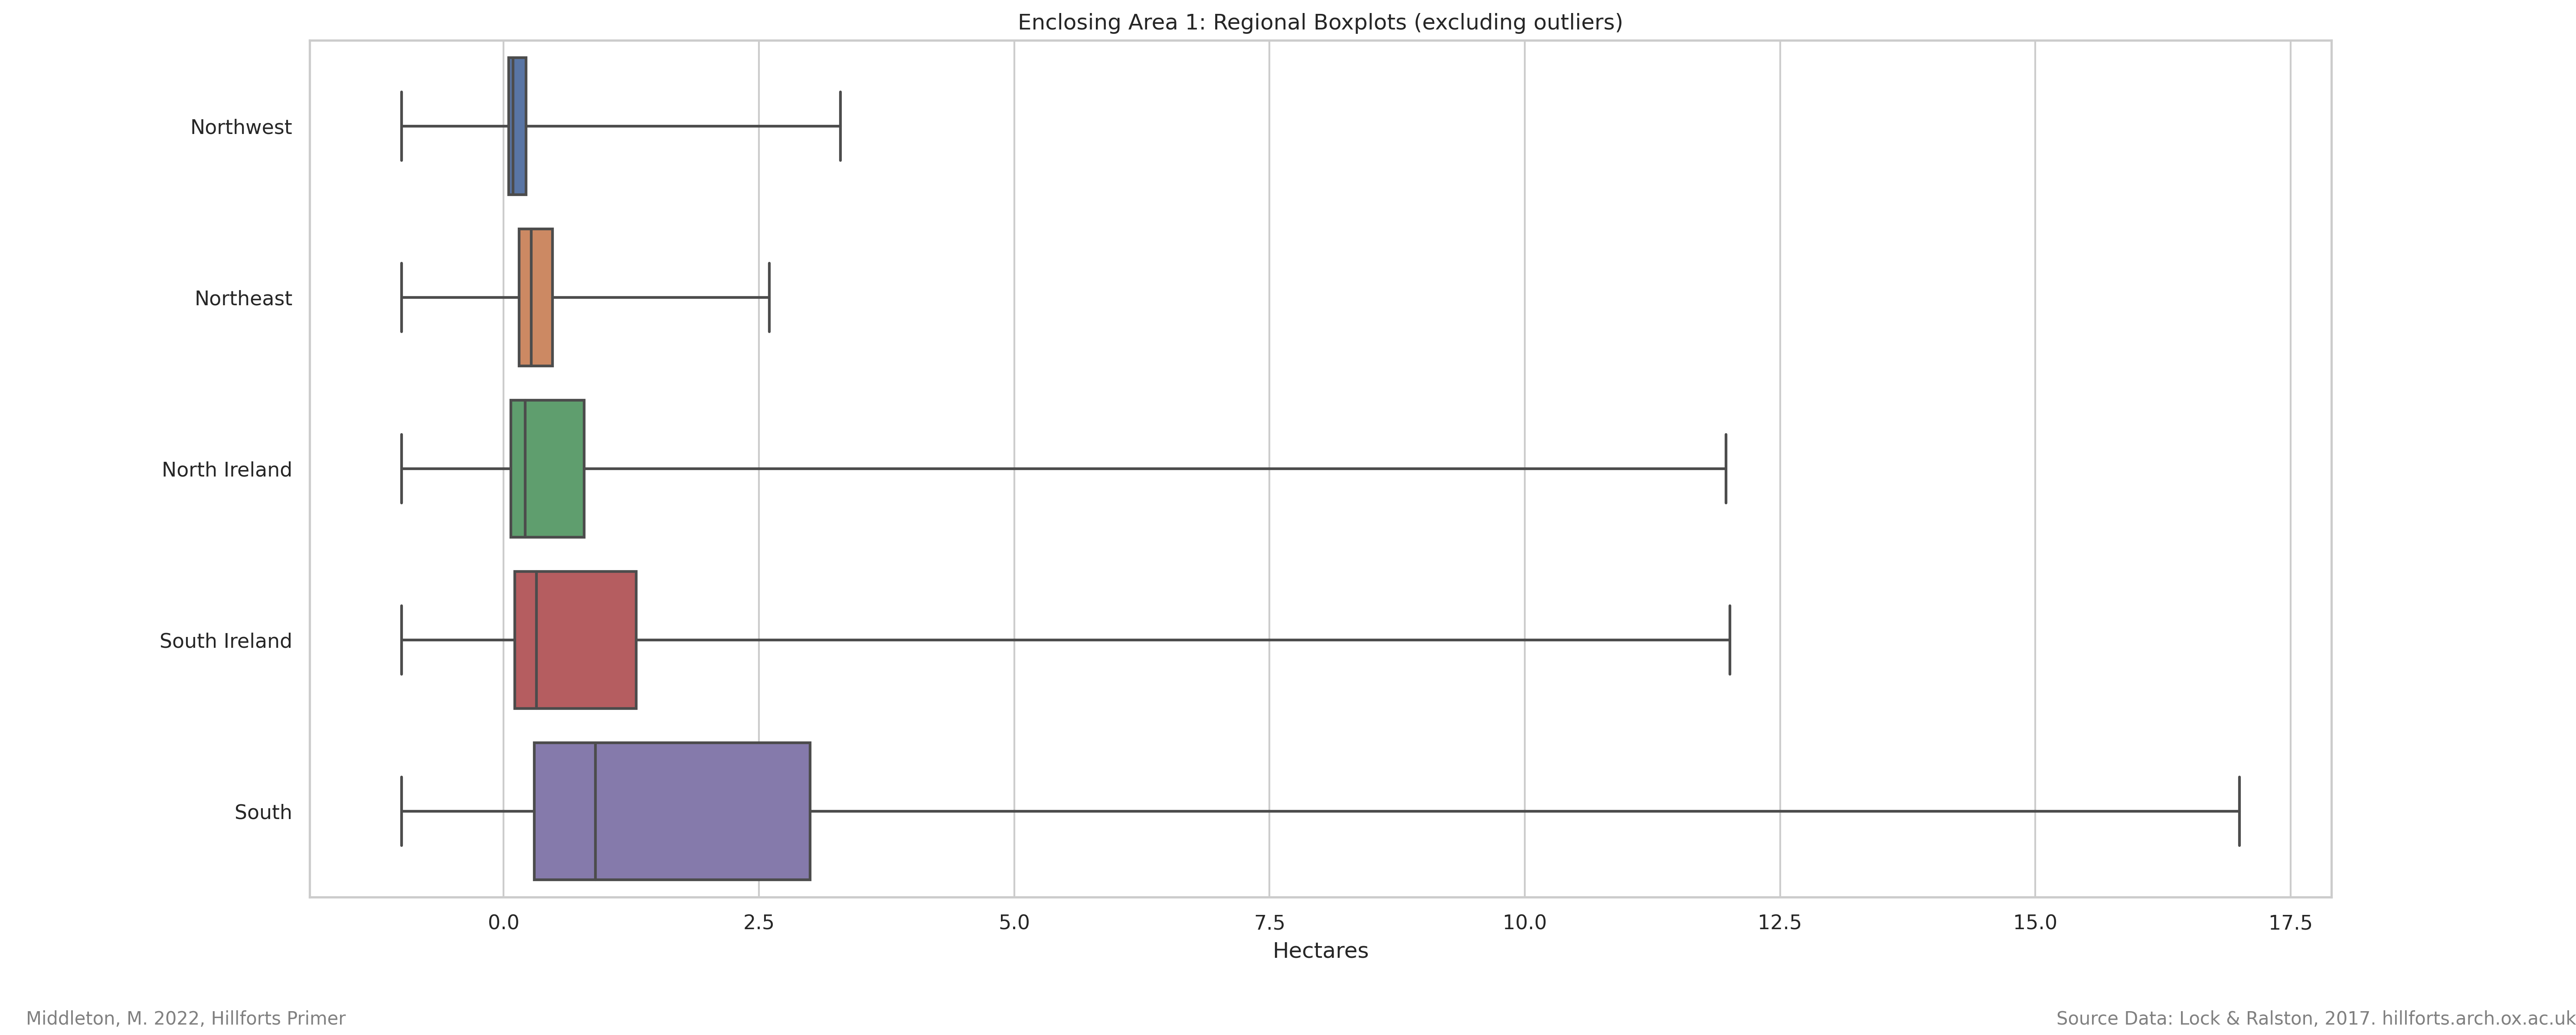 Enclosing Area 1: Regional Boxplots (excluding outliers)
Northwest
Northeast
North Ireland
South Ireland
South
0.0 2.5 5.0 7.5 10.0 12.5 15.0 17.5
Hectares
Middleton, M. 2022, Hillforts Primer
Source Data: Lock & Ralston, 2017. hillforts.arch.ox.ac.uk